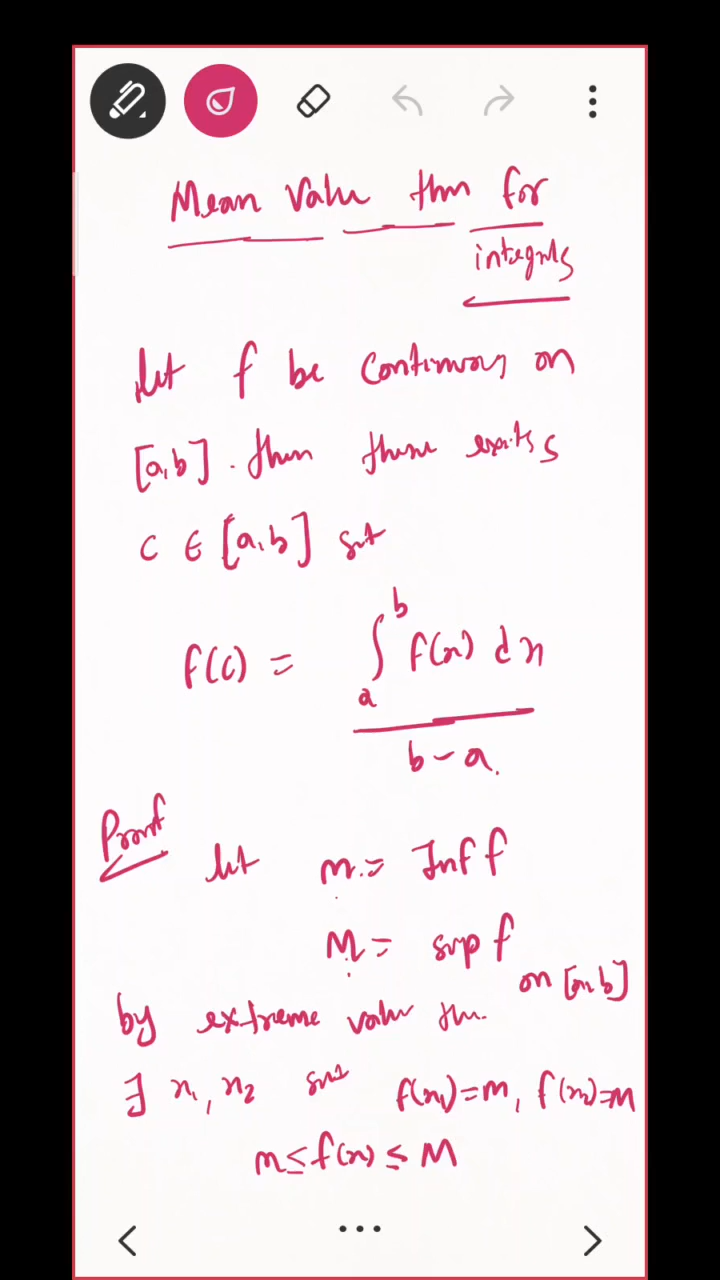 Mean Value thm for
integrals
let f be continuous on
[a,b]. then there exists
c ∈ [a,b] s.t
f(c) = ∫ₐᵇ f(x) dx
b - a.
Proof let m = Inf f
M = sup f
on [a,b]
by extreme value thm.
∃ x₁, x₂ s.t f(x₁)=m, f(x₂)=M
m ≤ f(x) ≤ M